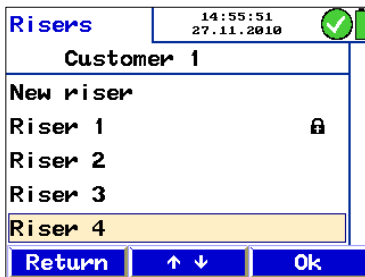 Risers
14:55:51
27.11.2010
Customer 1
New riser
Riser 1
Riser 2
Riser 3
Riser 4
Return ↑ ↓ Ok